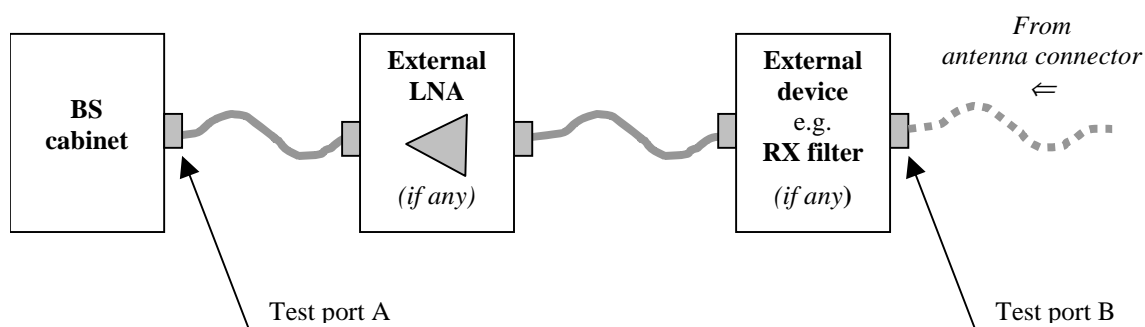 BS
cabinet
External
LNA
(if any)
External
device
e.g.
RX filter
(if any)
From
antenna connector
⇐
Test port A
Test port B